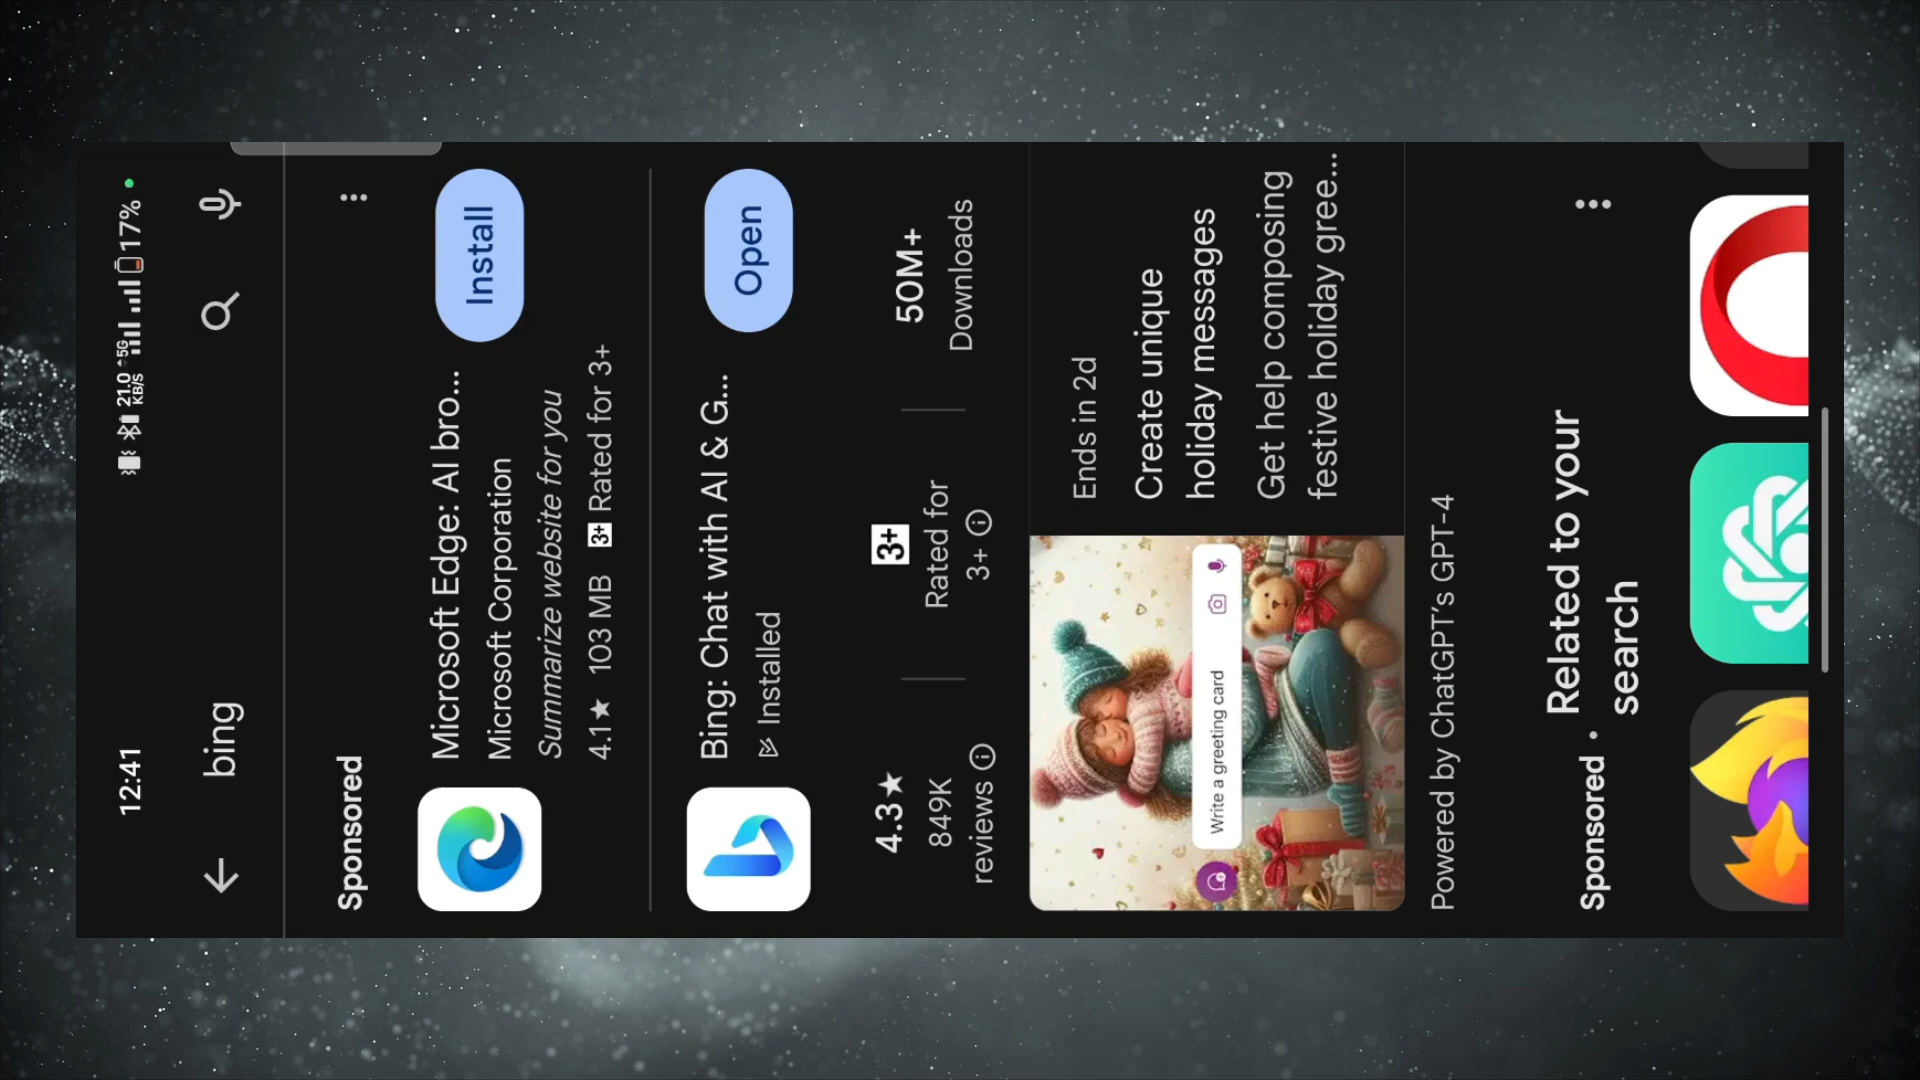 12:41 21.0 KB/S 5G 17%
bing
Sponsored
Microsoft Edge: AI bro...
Microsoft Corporation
Summarize website for you
4.1★ 103 MB 3+ Rated for 3+
Install
Bing: Chat with AI & G...
Installed
Open
4.3★
849K
reviews
3+
Rated for
3+
50M+
Downloads
Write a greeting card
Ends in 2d
Create unique
holiday messages
Get help composing
festive holiday gree...
Powered by ChatGPT's GPT-4
Sponsored · Related to your
search